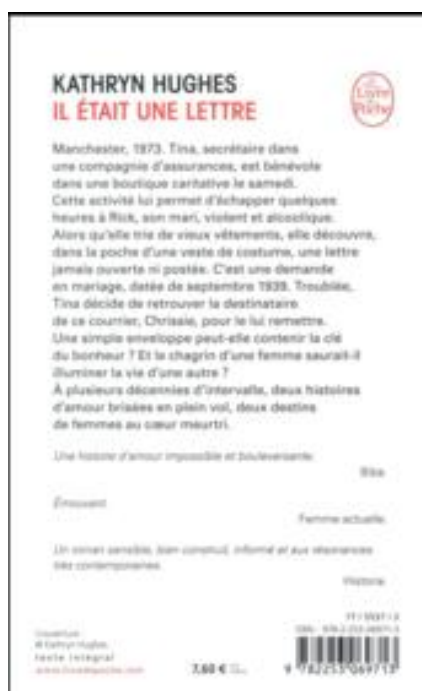 KATHRYN HUGHES
IL ÉTAIT UNE LETTRE
Le Livre de Poche
Manchester, 1973. Tina, secrétaire dans
une compagnie d'assurances, est bénévole
dans une boutique caritative le samedi.
Cette activité lui permet d'échapper quelques
heures à Rick, son mari, violent et alcoolique.
Alors qu'elle trie de vieux vêtements, elle découvre,
dans la poche d'une veste de costume, une lettre
jamais ouverte ni postée. C'est une demande
en mariage, datée de septembre 1939. Troublée,
Tina décide de retrouver la destinataire
de ce courrier, Chrissie, pour le lui remettre.
Une simple enveloppe peut-elle contenir la clé
du bonheur ? Et le chagrin d'une femme saurait-il
illuminer la vie d'une autre ?
À plusieurs décennies d'intervalle, deux histoires
d'amour brisées en plein vol, deux destins
de femmes au cœur meurtri.
Une histoire d'amour impossible et bouleversante.
Biba.
Émouvant.
Femme actuelle.
Un roman sensible, bien construit, informé et aux résonances
très contemporaines.
Historia.
Couverture :
© Kathryn Hughes.
texte intégral
www.livredepoche.com
7,60 €
9 782253 069713